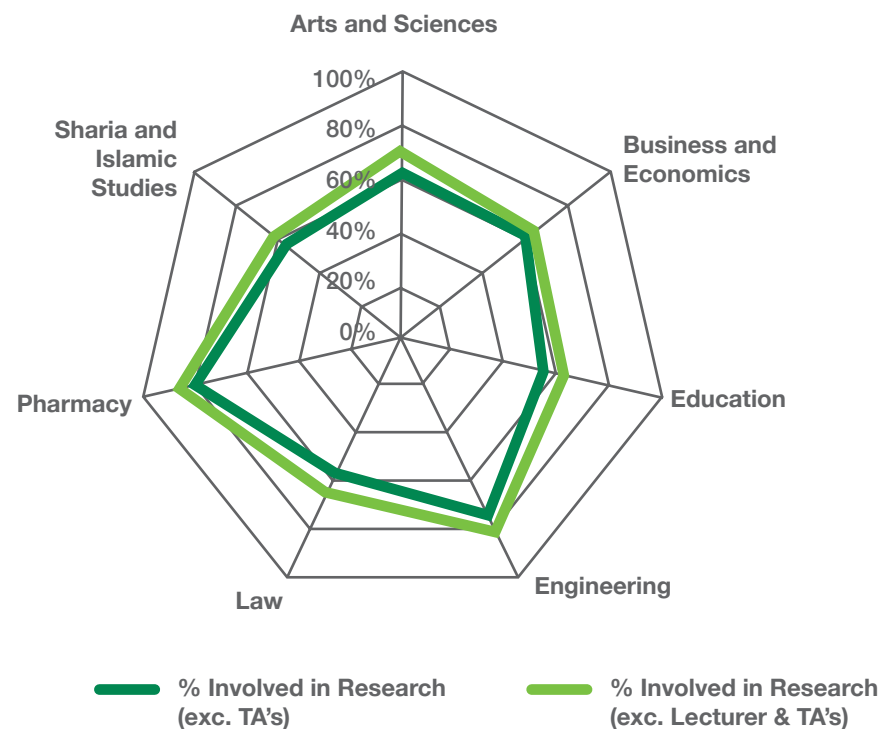 Arts and Sciences
100%
80%
60%
40%
20%
0%
Business and
Economics
Education
Engineering
Law
Pharmacy
Sharia and
Islamic
Studies
% Involved in Research
(exc. TA’s)
% Involved in Research
(exc. Lecturer & TA’s)